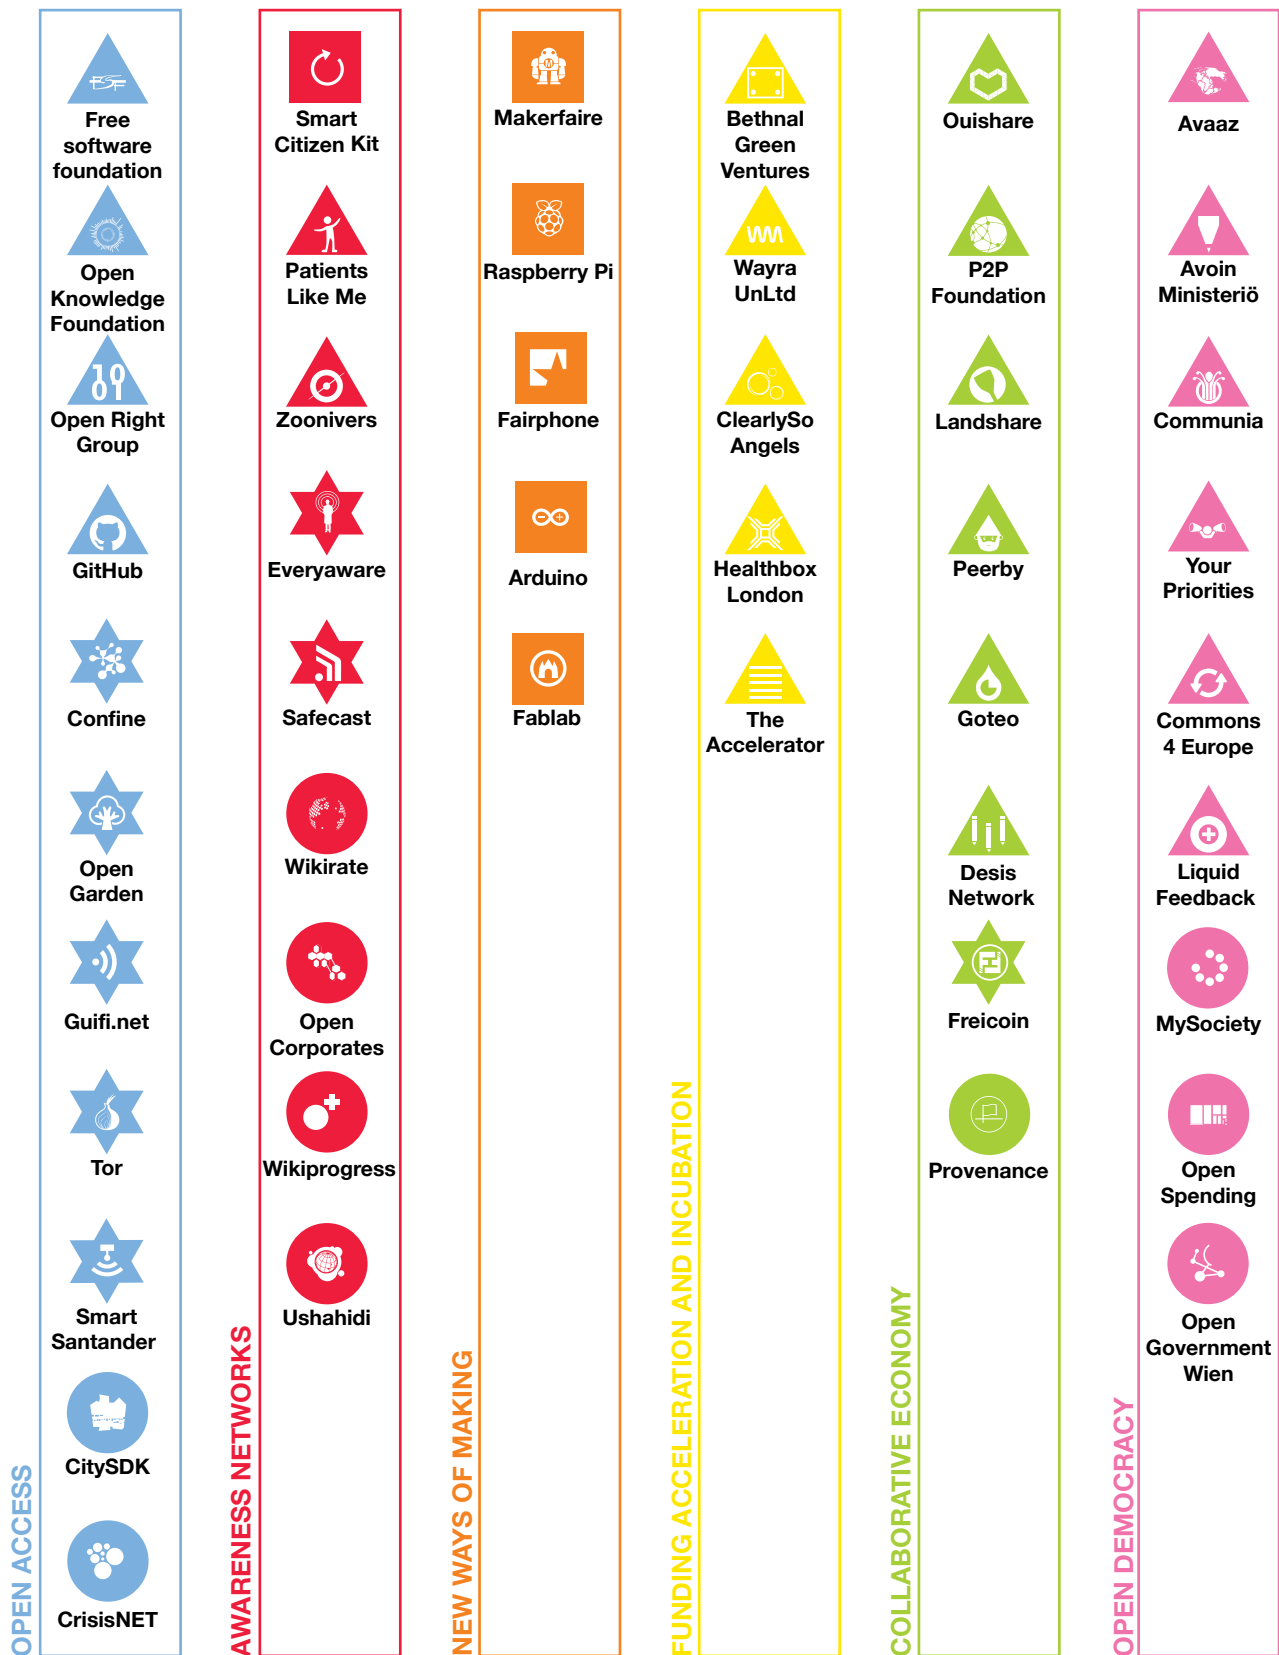 OPEN ACCESS
Free
software
foundation
Open
Knowledge
Foundation
Open Right
Group
GitHub
Confine
Open
Garden
Guifi.net
Tor
Smart
Santander
CitySDK
CrisisNET
AWARENESS NETWORKS
Smart
Citizen Kit
Patients
Like Me
Zoonivers
Everyaware
Safecast
Wikirate
Open
Corporates
Wikiprogress
Ushahidi
NEW WAYS OF MAKING
M
Makerfaire
Raspberry Pi
Fairphone
Arduino
Fablab
FUNDING ACCELERATION AND INCUBATION
Bethnal
Green
Ventures
Wayra
UnLtd
ClearlySo
Angels
Healthbox
London
The
Accelerator
COLLABORATIVE ECONOMY
Ouishare
P2P
Foundation
Landshare
Peerby
Goteo
Desis
Network
Freicoin
Provenance
OPEN DEMOCRACY
Avaaz
Avoin
Ministeriö
Communia
Your
Priorities
Commons
4 Europe
Liquid
Feedback
MySociety
Open
Spending
Open
Government
Wien